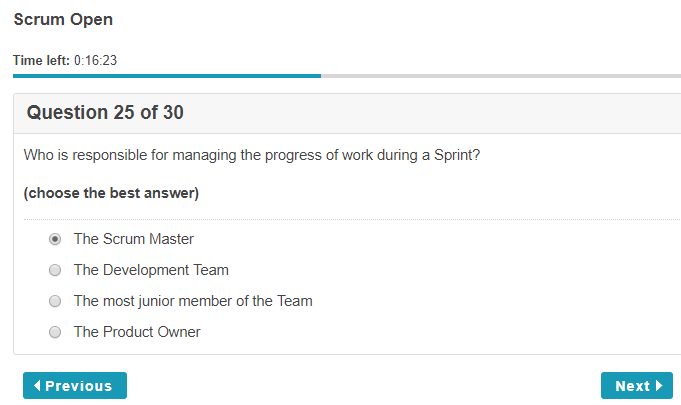 Scrum Open
Time left: 0:16:23
Question 25 of 30
Who is responsible for managing the progress of work during a Sprint?
(choose the best answer)
The Scrum Master
The Development Team
The most junior member of the Team
The Product Owner
Previous
Next